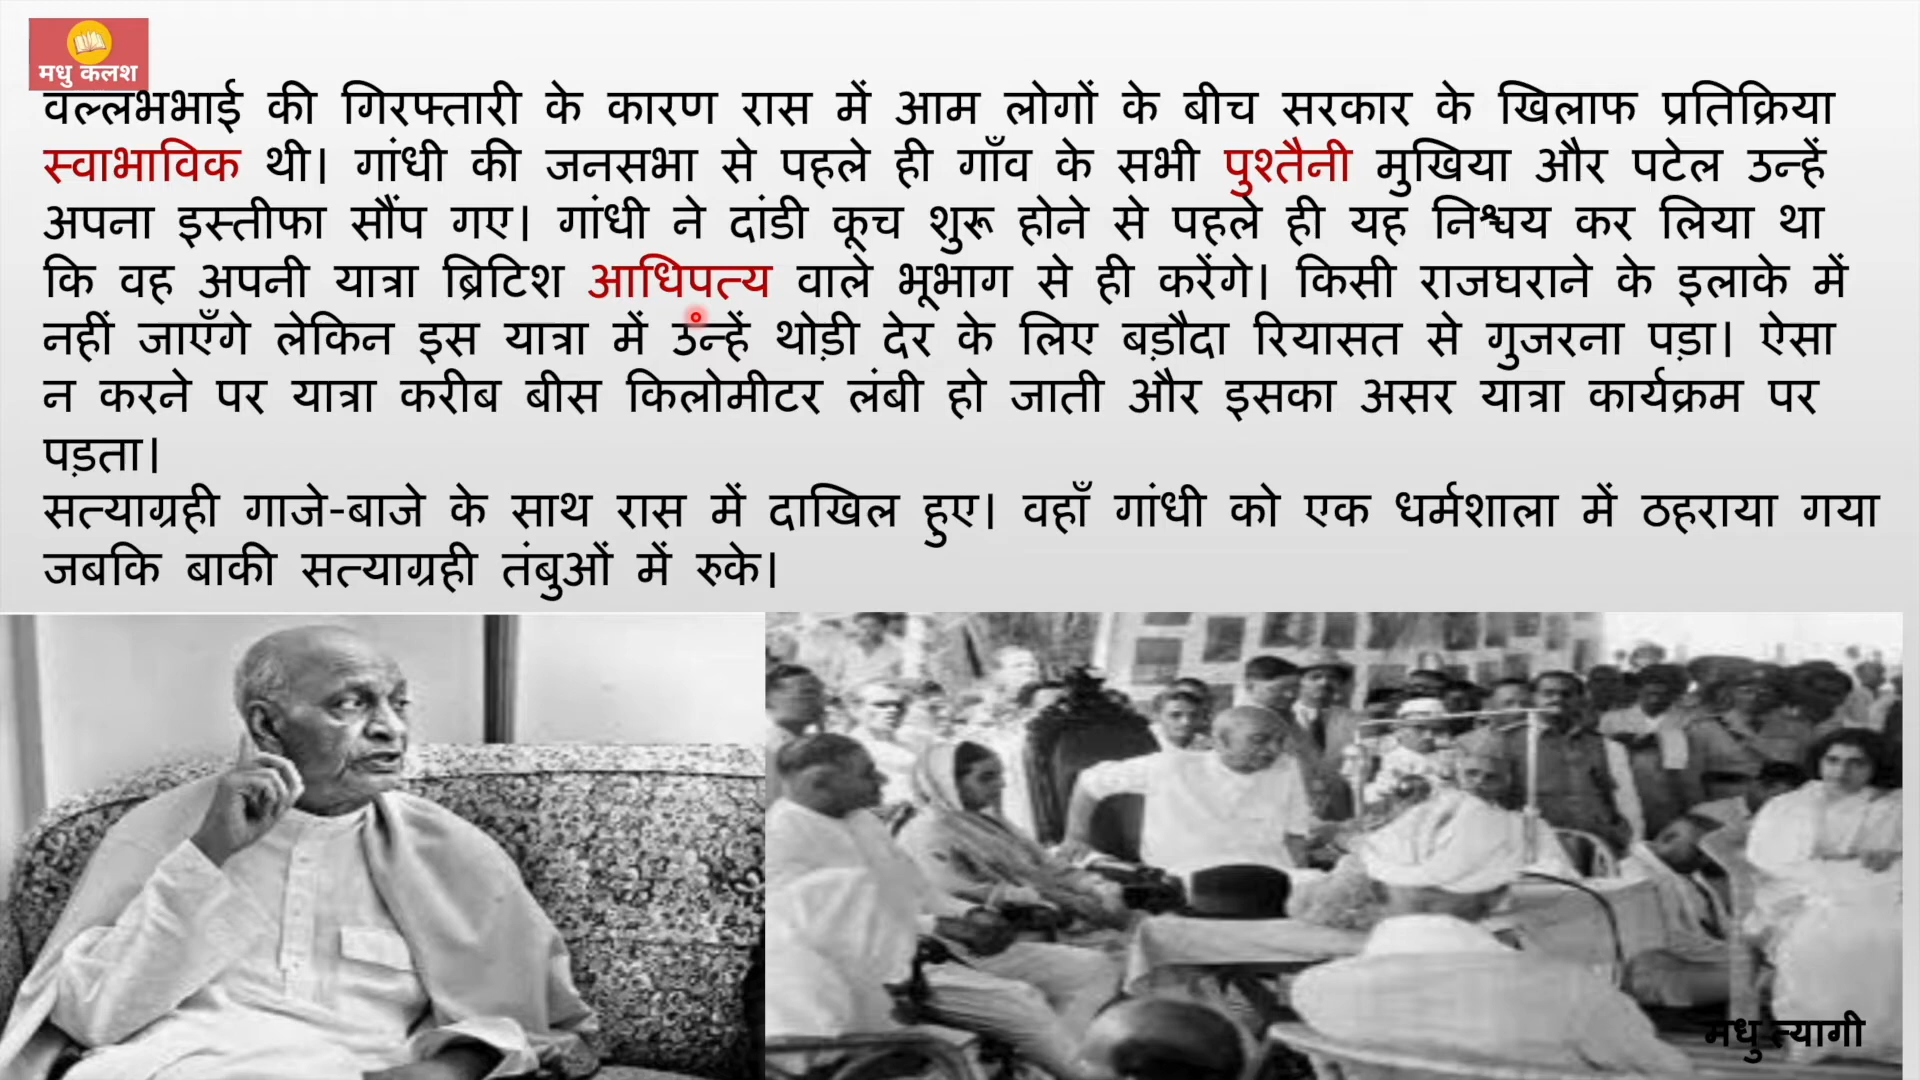 मधु कलश
वल्लभभाई की गिरफ्तारी के कारण रास में आम लोगों के बीच सरकार के खिलाफ प्रतिक्रिया
स्वाभाविक थी। गांधी की जनसभा से पहले ही गाँव के सभी पुश्तैनी मुखिया और पटेल उन्हें
अपना इस्तीफा सौंप गए। गांधी ने दांडी कूच शुरू होने से पहले ही यह निश्चय कर लिया था
कि वह अपनी यात्रा ब्रिटिश आधिपत्य वाले भूभाग से ही करेंगे। किसी राजघराने के इलाके में
नहीं जाएँगे लेकिन इस यात्रा में उन्हें थोड़ी देर के लिए बड़ौदा रियासत से गुजरना पड़ा। ऐसा
न करने पर यात्रा करीब बीस किलोमीटर लंबी हो जाती और इसका असर यात्रा कार्यक्रम पर
पड़ता।
सत्याग्रही गाजे-बाजे के साथ रास में दाखिल हुए। वहाँ गांधी को एक धर्मशाला में ठहराया गया
जबकि बाकी सत्याग्रही तंबुओं में रुके।
मधु त्यागी